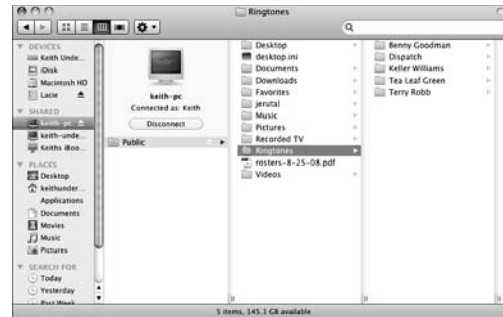 Ringtones
DEVICES
Keith Unde...
iDisk
Macintosh HD
Lacie
SHARED
keith-pc
keith-unde...
Keiths iBoo...
PLACES
Desktop
keithunder...
Applications
Documents
Movies
Music
Pictures
SEARCH FOR
Today
Yesterday
Past Week
keith-pc
Connected as: Keith
Disconnect
Public
Desktop
desktop.ini
Documents
Downloads
Favorites
jerutal
Music
Pictures
Recorded TV
Ringtones
rosters-8-25-08.pdf
Videos
Benny Goodman
Dispatch
Keller Williams
Tea Leaf Green
Terry Robb
5 items, 145.1 GB available